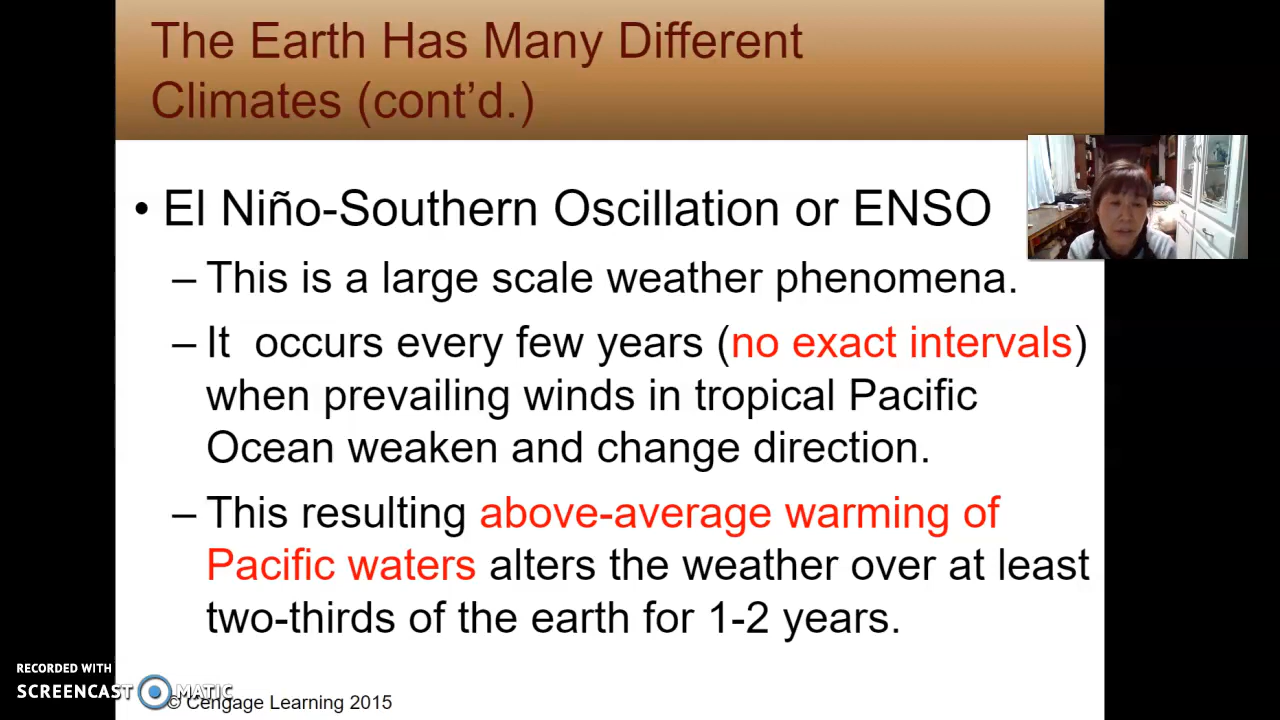 The Earth Has Many Different
Climates (cont’d.)
• El Niño-Southern Oscillation or ENSO
– This is a large scale weather phenomena.
– It occurs every few years (no exact intervals)
when prevailing winds in tropical Pacific
Ocean weaken and change direction.
– This resulting above-average warming of
Pacific waters alters the weather over at least
two-thirds of the earth for 1-2 years.
RECORDED WITH
SCREENCAST MATIC
© Cengage Learning 2015